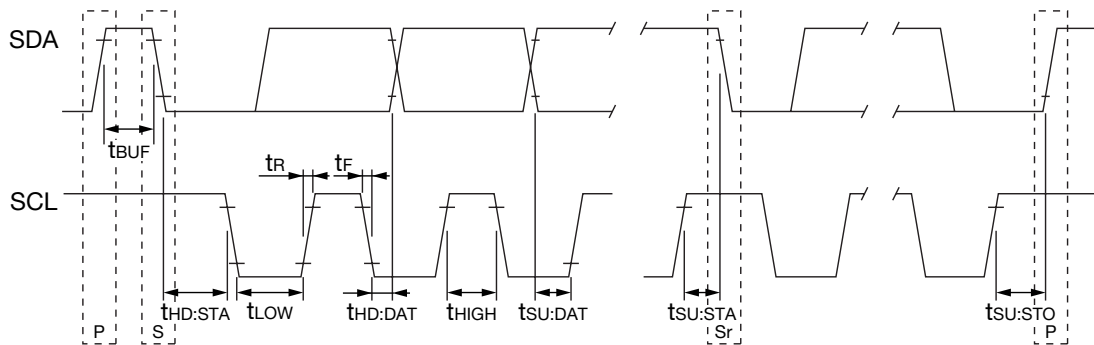 SDA
tBUF
tR
tF
SCL
tHD:STA
tLOW
tHD:DAT
tHIGH
tSU:DAT
tSU:STA
tSU:STO
P
S
Sr
P